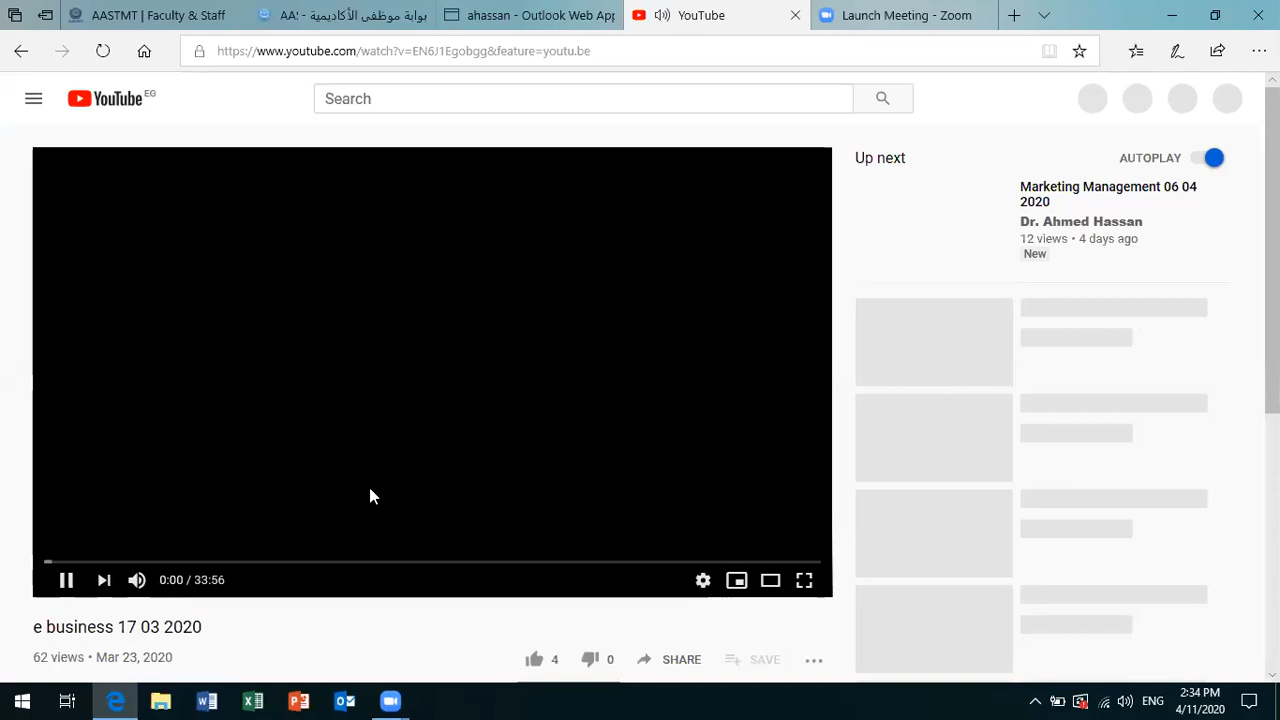 AASTMT | Faculty & Staff
بوابة موظفي الأكاديمية - AA!
ahassan - Outlook Web App
YouTube
Launch Meeting - Zoom
https://www.youtube.com/watch?v=EN6J1Egobgg&feature=youtu.be
YouTube EG
Search
Up next
AUTOPLAY
Marketing Management 06 04
2020
Dr. Ahmed Hassan
12 views • 4 days ago
New
0:00 / 33:56
e business 17 03 2020
62 views • Mar 23, 2020
4
0
SHARE
SAVE
ENG
2:34 PM
4/11/2020